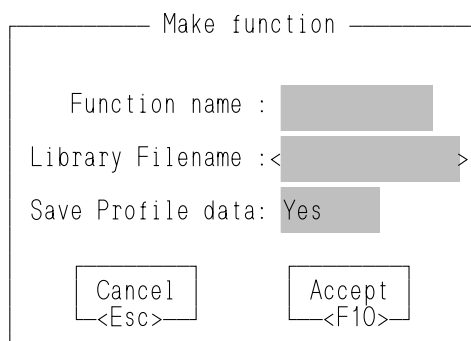 Make function
Function name :
Library Filename :< >
Save Profile data: Yes
Cancel Accept
<Esc> <F10>